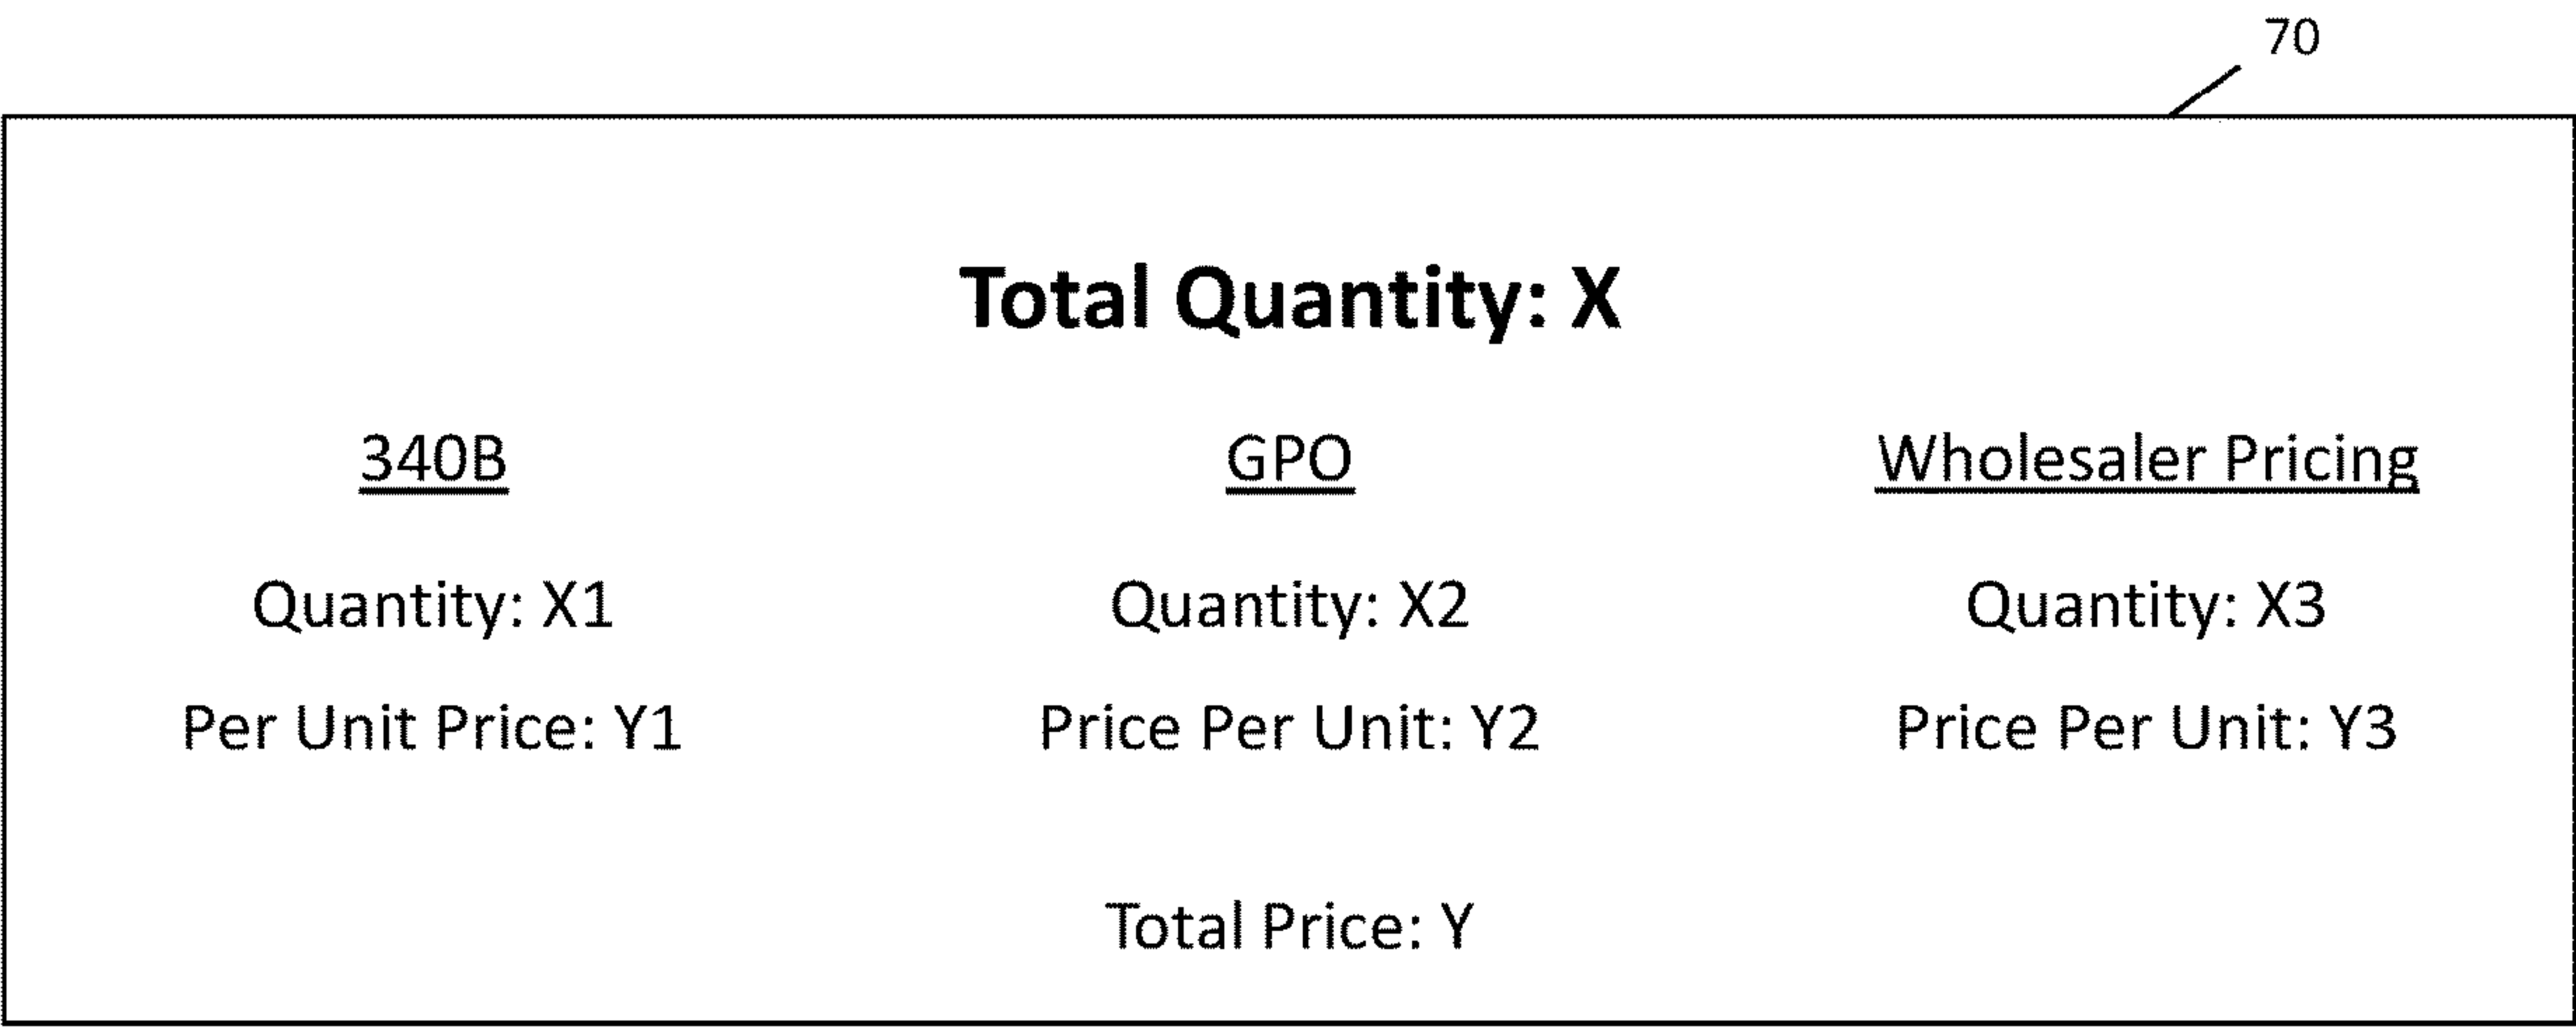 70
Total Quantity: X
340B GPO Wholesaler Pricing
Quantity: X1 Quantity: X2 Quantity: X3
Per Unit Price: Y1 Price Per Unit: Y2 Price Per Unit: Y3
Total Price: Y